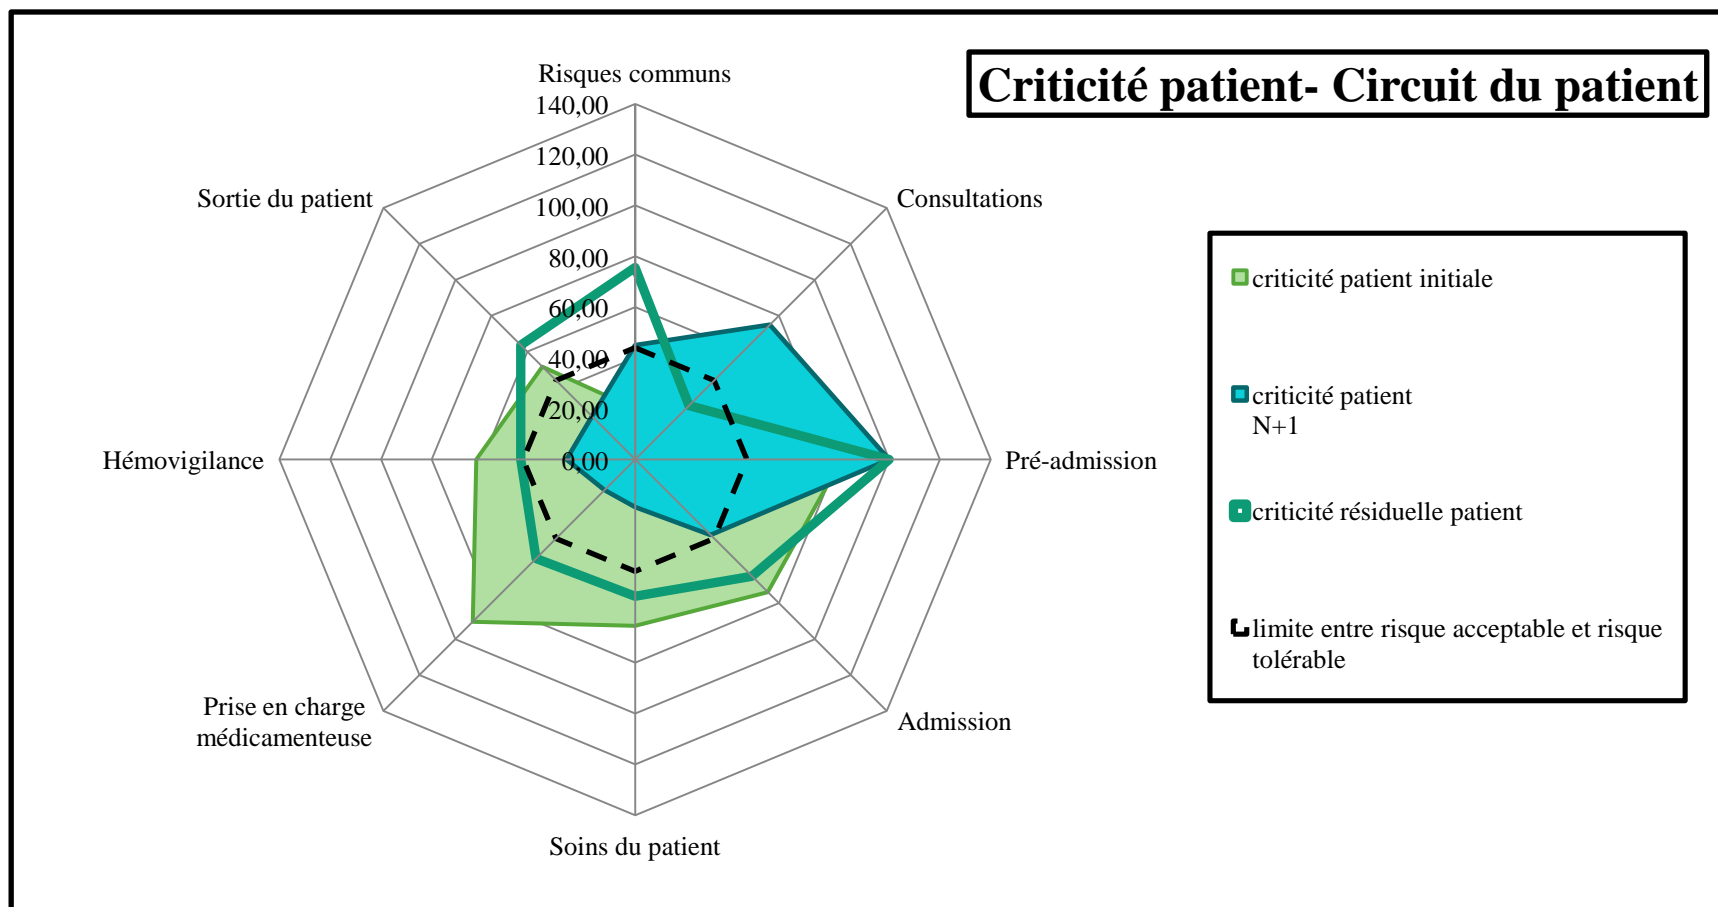 Criticité patient- Circuit du patient
Risques communs
140,00
120,00
100,00
80,00
60,00
40,00
20,00
0,00
Consultations
Pré-admission
Admission
Soins du patient
Prise en charge
médicamenteuse
Hémovigilance
Sortie du patient
criticité patient initiale
criticité patient
N+1
criticité résiduelle patient
limite entre risque acceptable et risque
tolérable